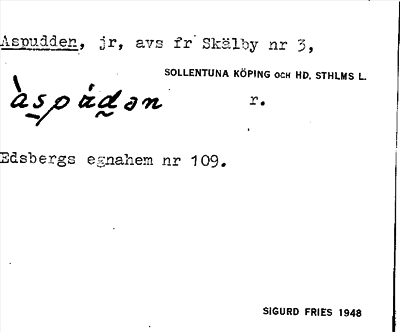 Aspudden, jr, avs fr Skälby nr 3,
SOLLENTUNA KÖPING OCH HD, STHLMS L.
àspùdən r.
Edsbergs egnahem nr 109.
SIGURD FRIES 1948